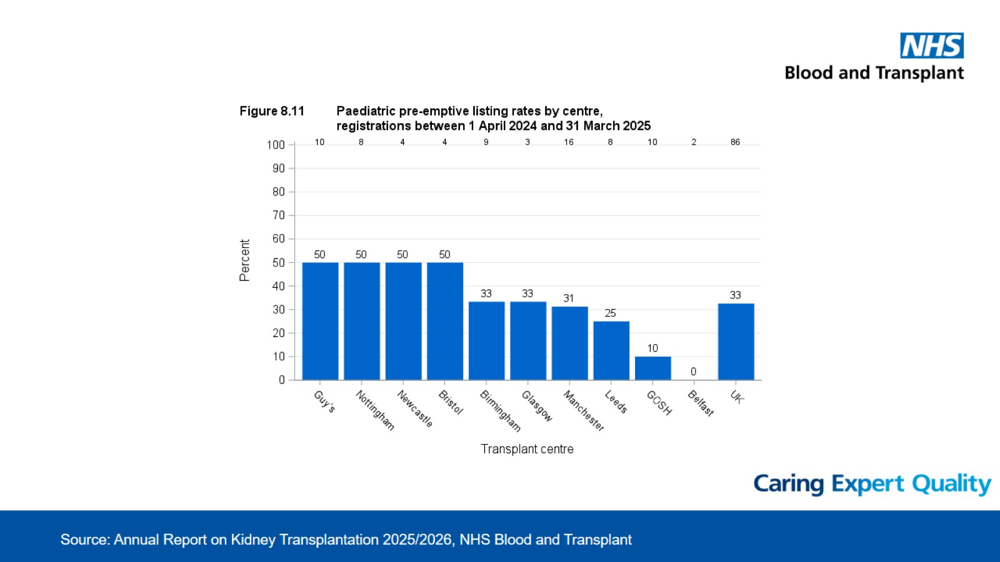 NHS
Blood and Transplant
Figure 8.11 Paediatric pre-emptive listing rates by centre,
registrations between 1 April 2024 and 31 March 2025
10 8 4 4 9 3 16 8 10 2 86
100
90
80
70
60
50
40
30
20
10
0
Percent
50 50 50 50 33 33 31 25 10 0 33
Guy's Nottingham Newcastle Bristol Birmingham Glasgow Manchester Leeds GOSH Belfast UK
Transplant centre
Caring Expert Quality
Source: Annual Report on Kidney Transplantation 2025/2026, NHS Blood and Transplant